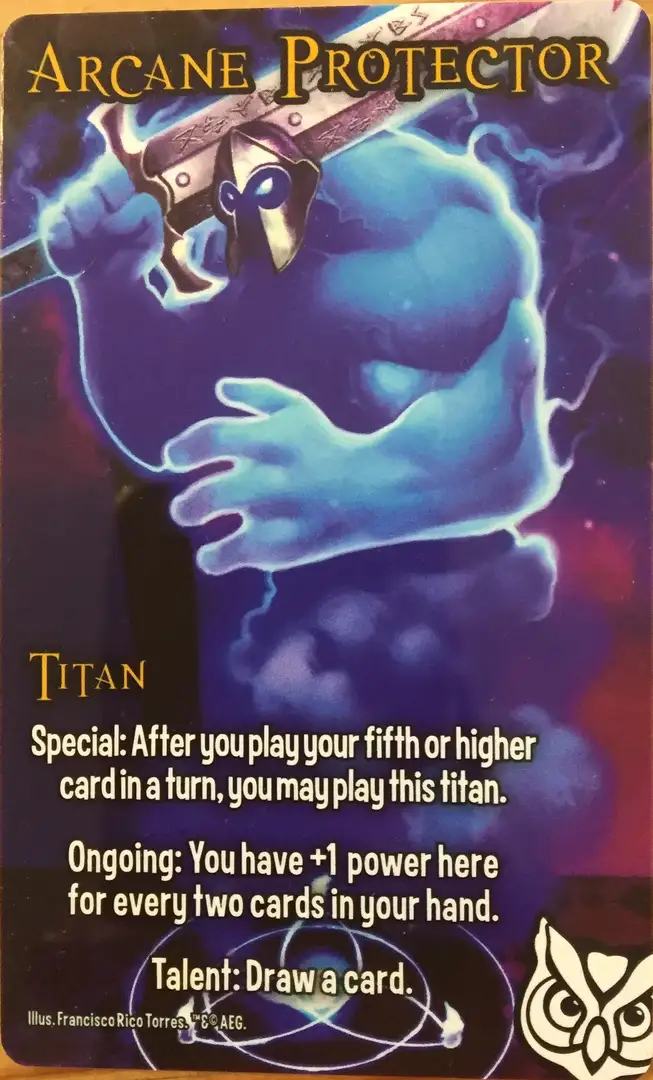 Arcane Protector
Titan
Special: After you play your fifth or higher
card in a turn, you may play this titan.
Ongoing: You have +1 power here
for every two cards in your hand.
Talent: Draw a card.
Illus. Francisco Rico Torres. ™&© AEG.